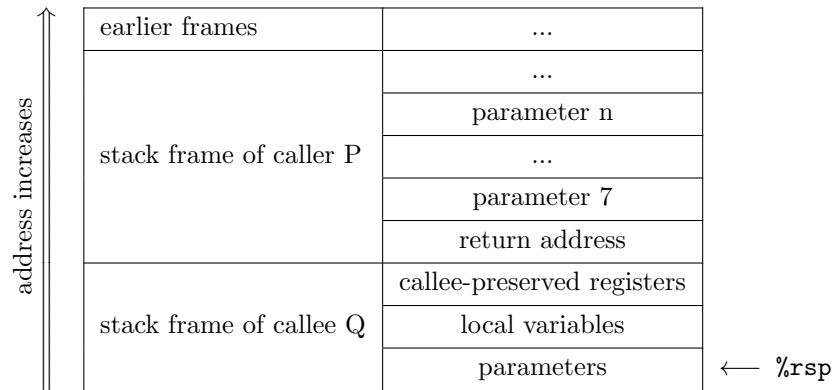 address increases
earlier frames ...
stack frame of caller P ...
parameter n
...
parameter 7
return address
stack frame of callee Q callee-preserved registers
local variables
parameters ⟵ %rsp